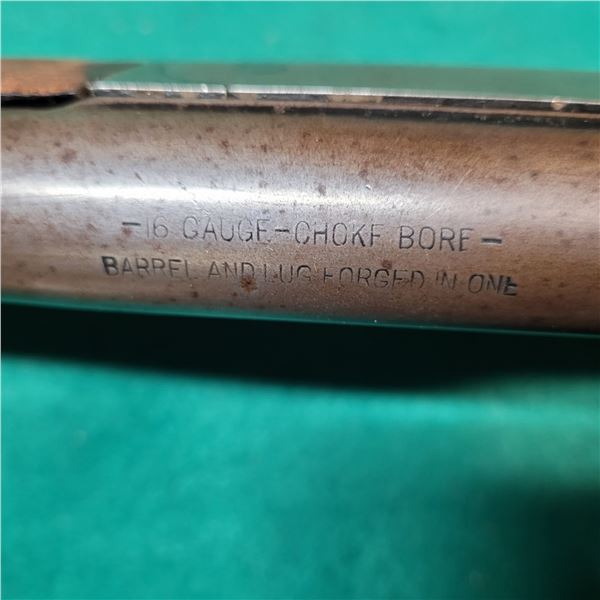 -16 GAUGE-CHOKE BORE-
BARREL AND LUG FORGED IN ONE